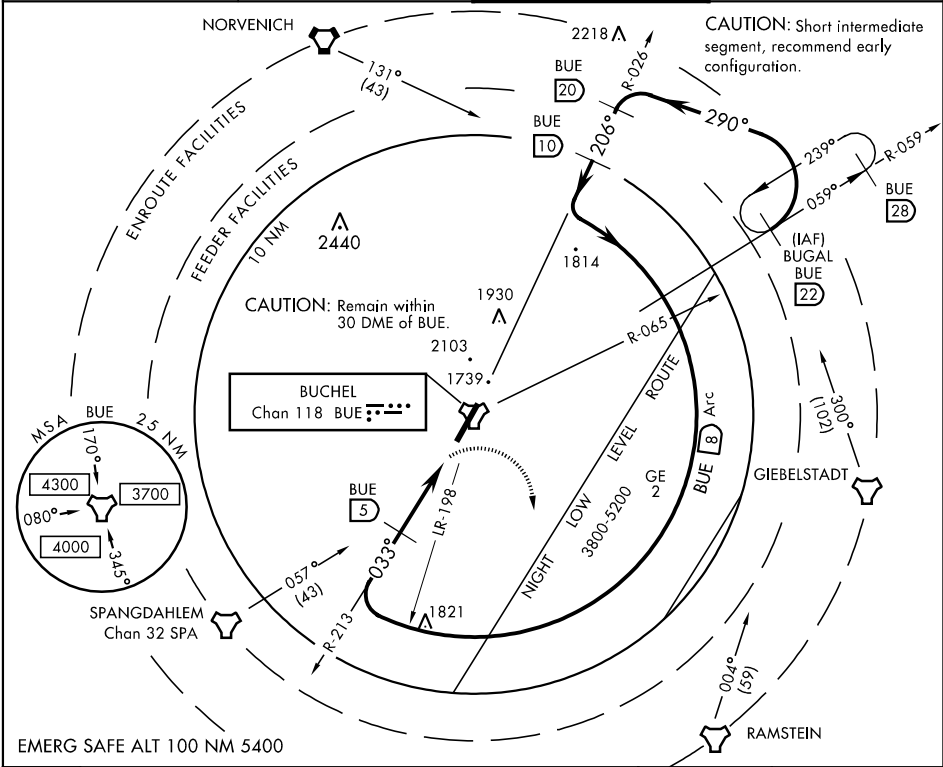 NORVENICH
131°
(43)
2218
CAUTION: Short intermediate
segment, recommend early
configuration.
R-026
BUE
20
BUE
10
206°
290°
239°
059°
R-059
BUE
28
(IAF)
BUGAL
BUE
22
ENROUTE FACILITIES
FEEDER FACILITIES
10 NM
2440
1814
CAUTION: Remain within
30 DME of BUE.
1930
2103
1739
R-065
BUCHEL
Chan 118 BUE
MSA BUE 25 NM
170°
4300
3700
080°
4000
345°
BUE
5
LR-198
033°
NIGHT LOW LEVEL ROUTE
3800-5200
GE
2
BUE 8 Arc
300°
(102)
GIEBELSTADT
057°
(43)
SPANGDAHLEM
Chan 32 SPA
R-213
1821
004°
(59)
RAMSTEIN
EMERG SAFE ALT 100 NM 5400